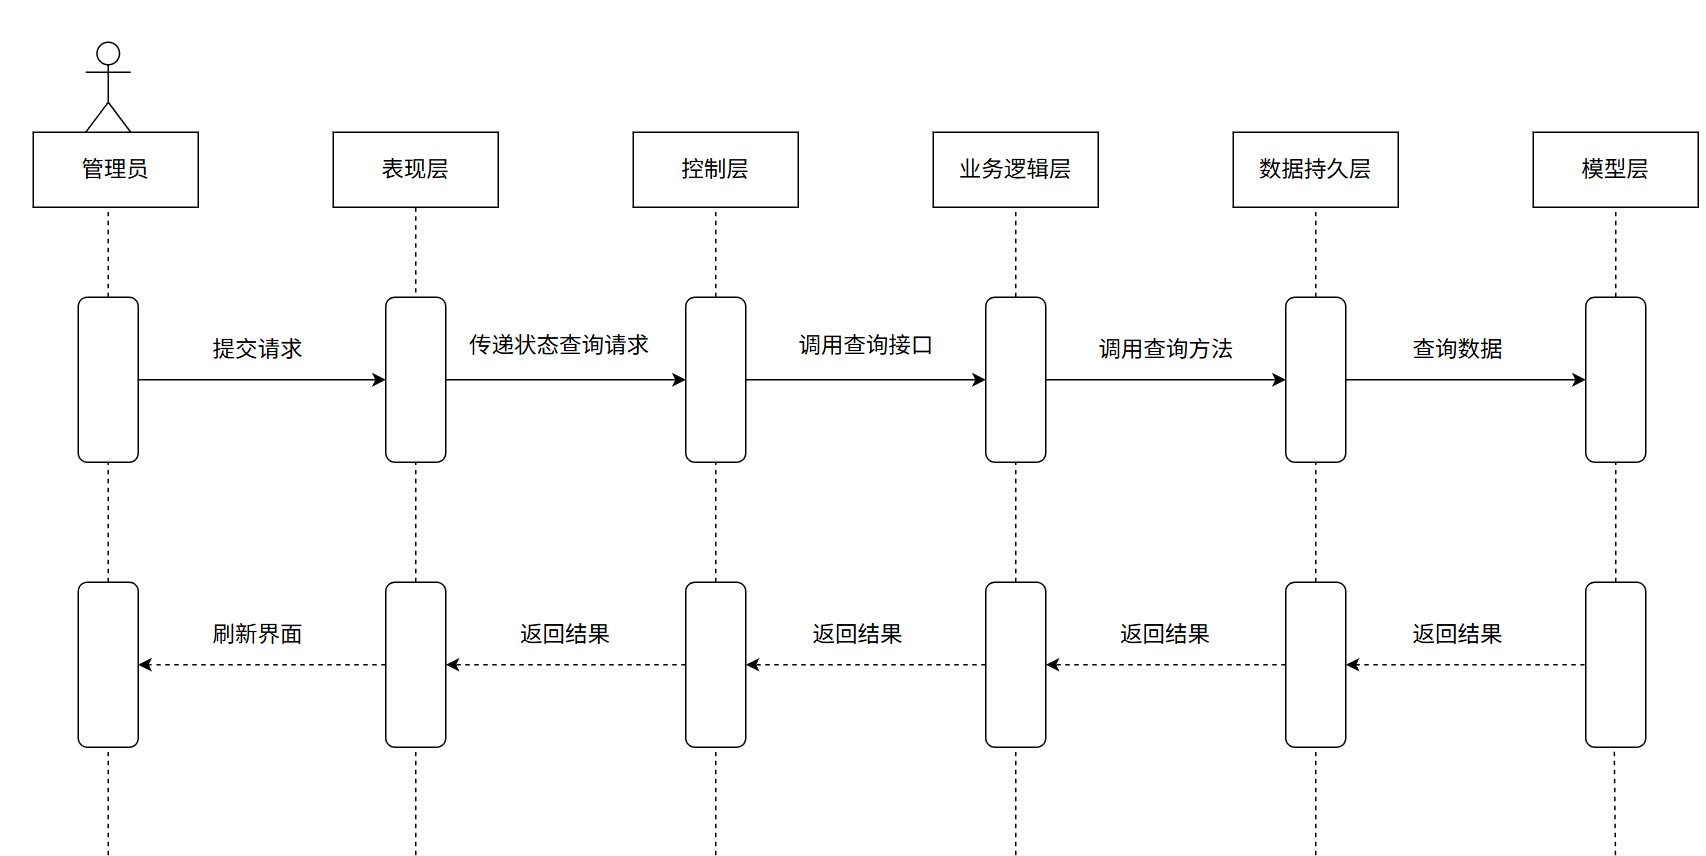 管理员
表现层
控制层
业务逻辑层
数据持久层
模型层
提交请求
传递状态查询请求
调用查询接口
调用查询方法
查询数据
刷新界面
返回结果
返回结果
返回结果
返回结果